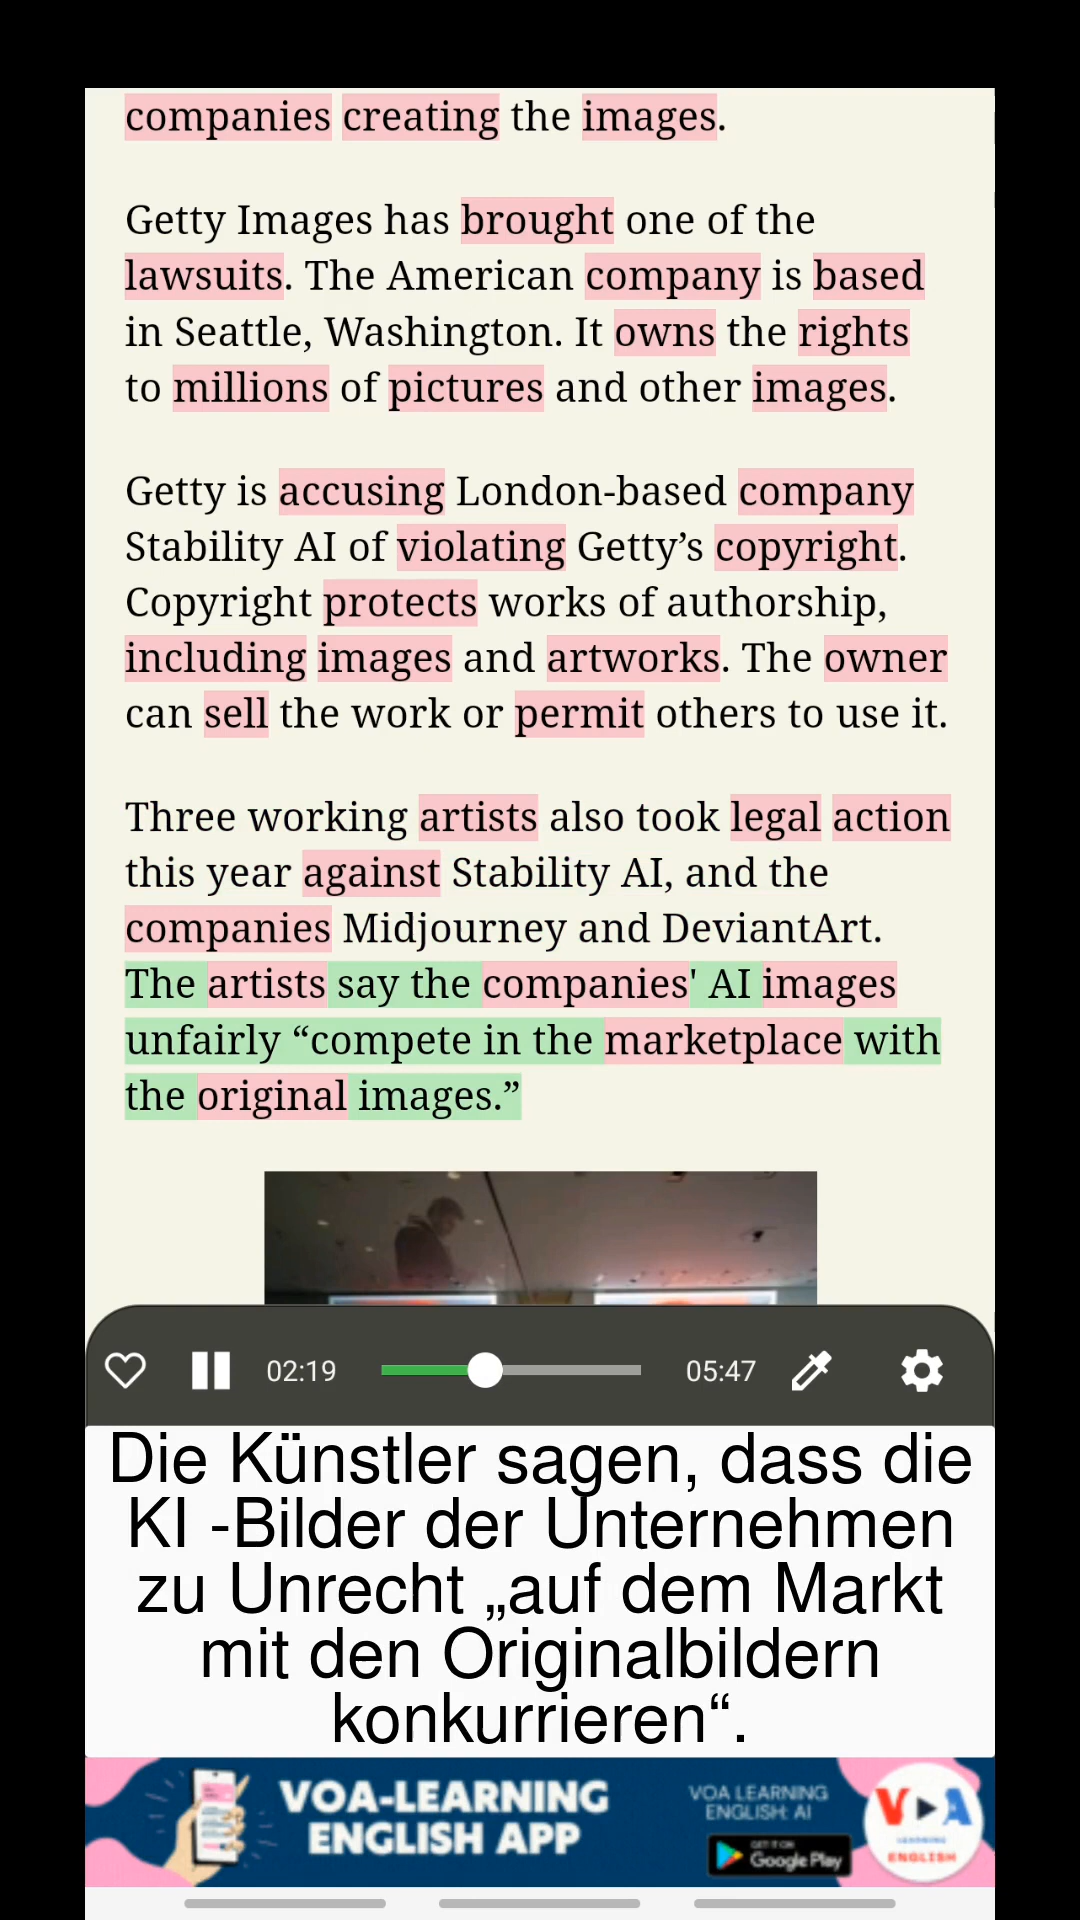 companies creating the images.
Getty Images has brought one of the
lawsuits. The American company is based
in Seattle, Washington. It owns the rights
to millions of pictures and other images.
Getty is accusing London-based company
Stability AI of violating Getty’s copyright.
Copyright protects works of authorship,
including images and artworks. The owner
can sell the work or permit others to use it.
Three working artists also took legal action
this year against Stability AI, and the
companies Midjourney and DeviantArt.
The artists say the companies' AI images
unfairly “compete in the marketplace with
the original images.”
02:19 05:47
Die Künstler sagen, dass die
KI -Bilder der Unternehmen
zu Unrecht „auf dem Markt
mit den Originalbildern
konkurrieren“.
VOA-LEARNING
ENGLISH APP
VOA LEARNING
ENGLISH: AI
GET IT ON
Google Play
VOA
LEARNING
ENGLISH